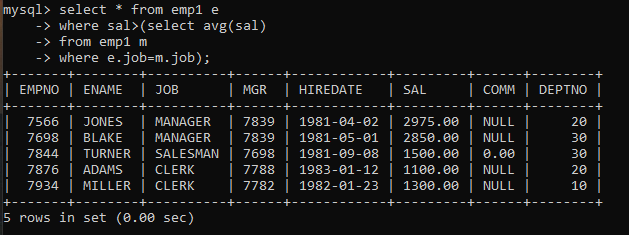 mysql> select * from emp1 e
    -> where sal>(select avg(sal)
    -> from emp1 m
    -> where e.job=m.job);
+-------+--------+----------+------+------------+---------+------+--------+
| EMPNO | ENAME  | JOB      | MGR  | HIREDATE   | SAL     | COMM | DEPTNO |
+-------+--------+----------+------+------------+---------+------+--------+
|  7566 | JONES  | MANAGER  | 7839 | 1981-04-02 | 2975.00 | NULL |     20 |
|  7698 | BLAKE  | MANAGER  | 7839 | 1981-05-01 | 2850.00 | NULL |     30 |
|  7844 | TURNER | SALESMAN | 7698 | 1981-09-08 | 1500.00 | 0.00 |     30 |
|  7876 | ADAMS  | CLERK    | 7788 | 1983-01-12 | 1100.00 | NULL |     20 |
|  7934 | MILLER | CLERK    | 7782 | 1982-01-23 | 1300.00 | NULL |     10 |
+-------+--------+----------+------+------------+---------+------+--------+
5 rows in set (0.00 sec)